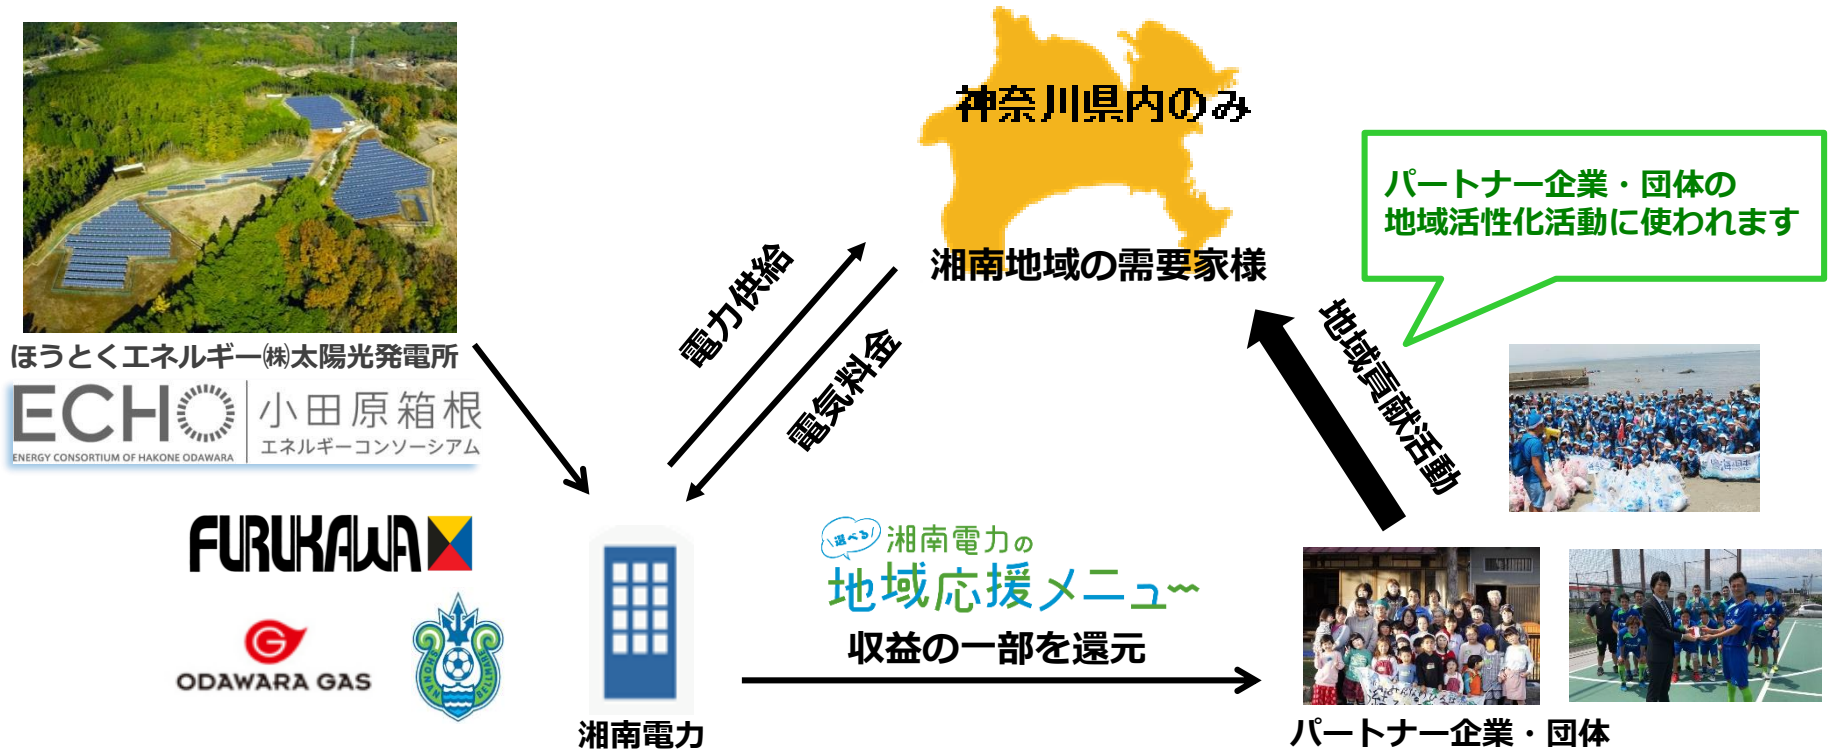 神奈川県内のみ
湘南地域の需要家様
パートナー企業・団体の
地域活性化活動に使われます
電力供給
電気料金
地域貢献活動
ほうとくエネルギー㈱太陽光発電所
ECHO
ENERGY CONSORTIUM OF HAKONE ODAWARA
小田原箱根
エネルギーコンソーシアム
FURUKAWA
G
ODAWARA GAS
SHONAN BELLMARE
湘南電力
選べる!
湘南電力の
地域応援メニュー
収益の一部を還元
パートナー企業・団体